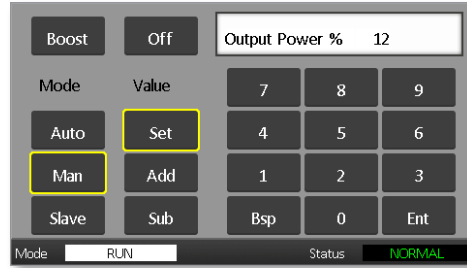 Boost Off Output Power % 12
Mode Value 7 8 9
Auto Set 4 5 6
Man Add 1 2 3
Slave Sub Bsp 0 Ent
Mode RUN Status NORMAL